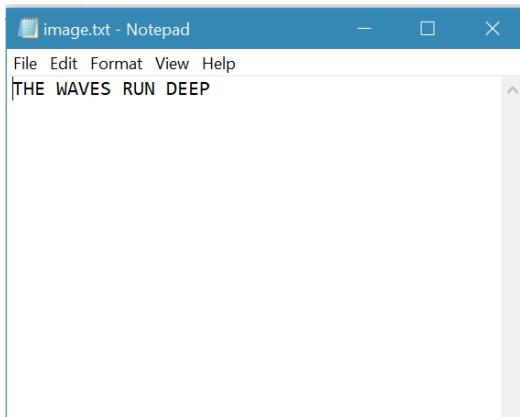 image.txt - Notepad
File Edit Format View Help
THE WAVES RUN DEEP